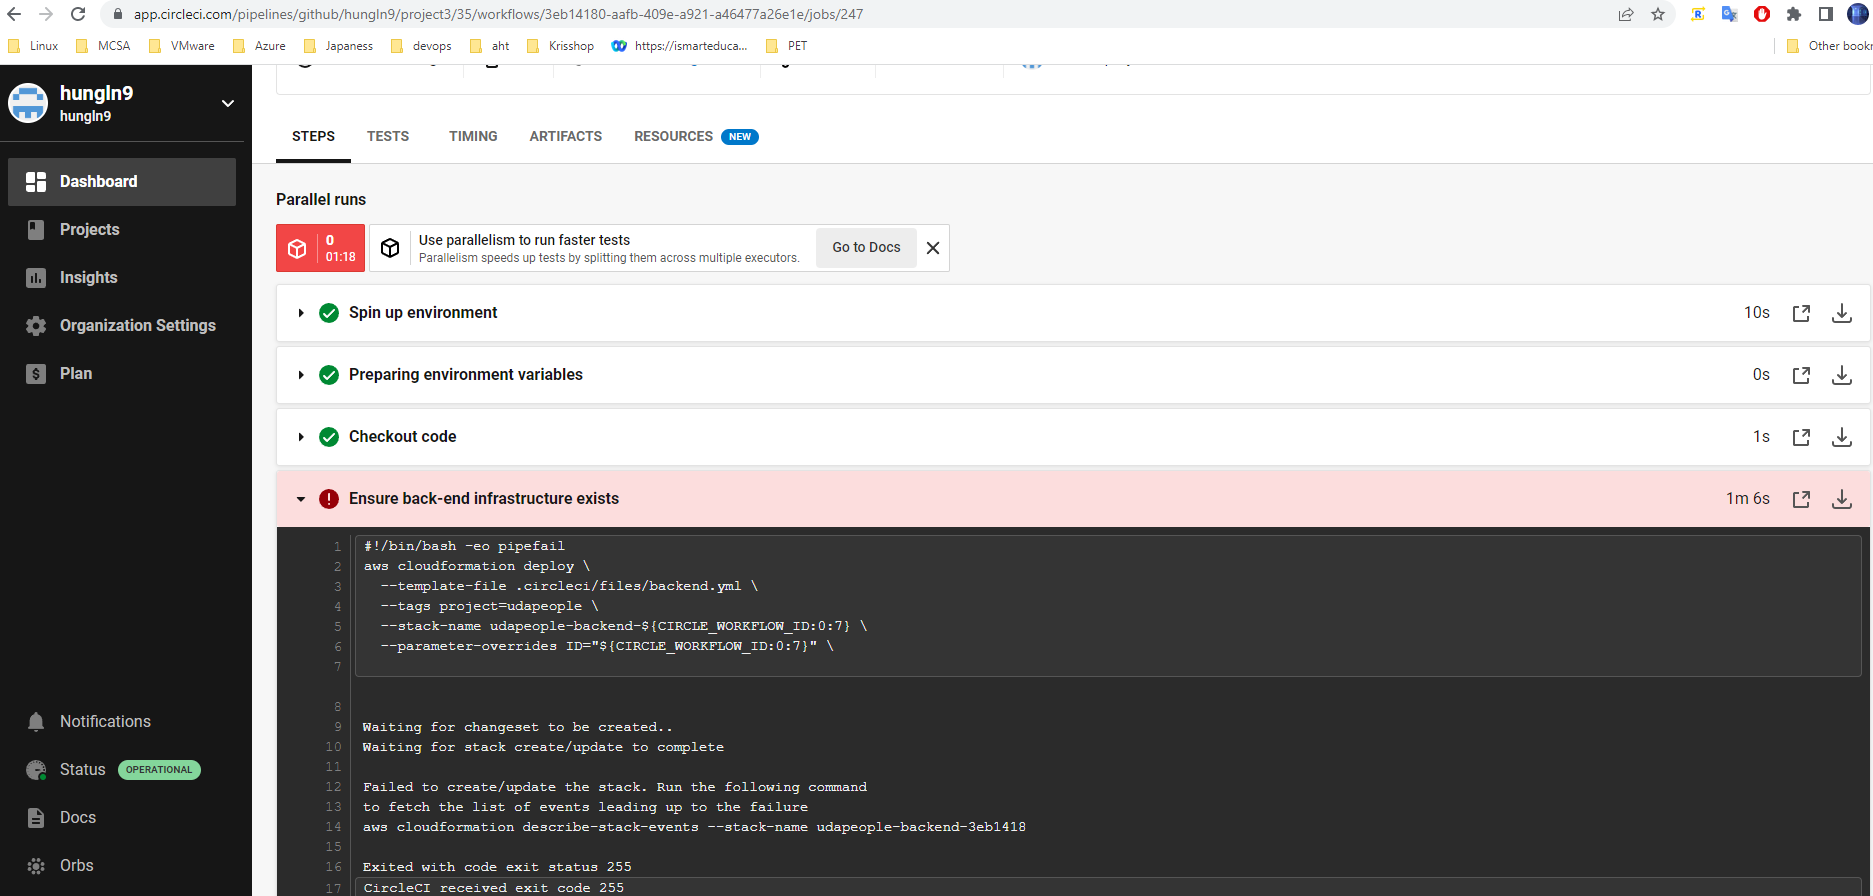 app.circleci.com/pipelines/github/hungln9/project3/35/workflows/3eb14180-aafb-409e-a921-a46477a26e1e/jobs/247
Linux MCSA VMware Azure Japaness devops aht Krisshop https://ismarteduca... PET Other book
hungln9
hungln9
Dashboard
Projects
Insights
Organization Settings
Plan
Notifications
Status OPERATIONAL
Docs
Orbs
STEPS TESTS TIMING ARTIFACTS RESOURCES NEW
Parallel runs
0
01:18
Use parallelism to run faster tests
Parallelism speeds up tests by splitting them across multiple executors.
Go to Docs
Spin up environment 10s
Preparing environment variables 0s
Checkout code 1s
Ensure back-end infrastructure exists 1m 6s
1 #!/bin/bash -eo pipefail
2 aws cloudformation deploy \
3 --template-file .circleci/files/backend.yml \
4 --tags project=udapeople \
5 --stack-name udapeople-backend-${CIRCLE_WORKFLOW_ID:0:7} \
6 --parameter-overrides ID="${CIRCLE_WORKFLOW_ID:0:7}" \
7
8
9 Waiting for changeset to be created..
10 Waiting for stack create/update to complete
11
12 Failed to create/update the stack. Run the following command
13 to fetch the list of events leading up to the failure
14 aws cloudformation describe-stack-events --stack-name udapeople-backend-3eb1418
15
16 Exited with code exit status 255
17 CircleCI received exit code 255